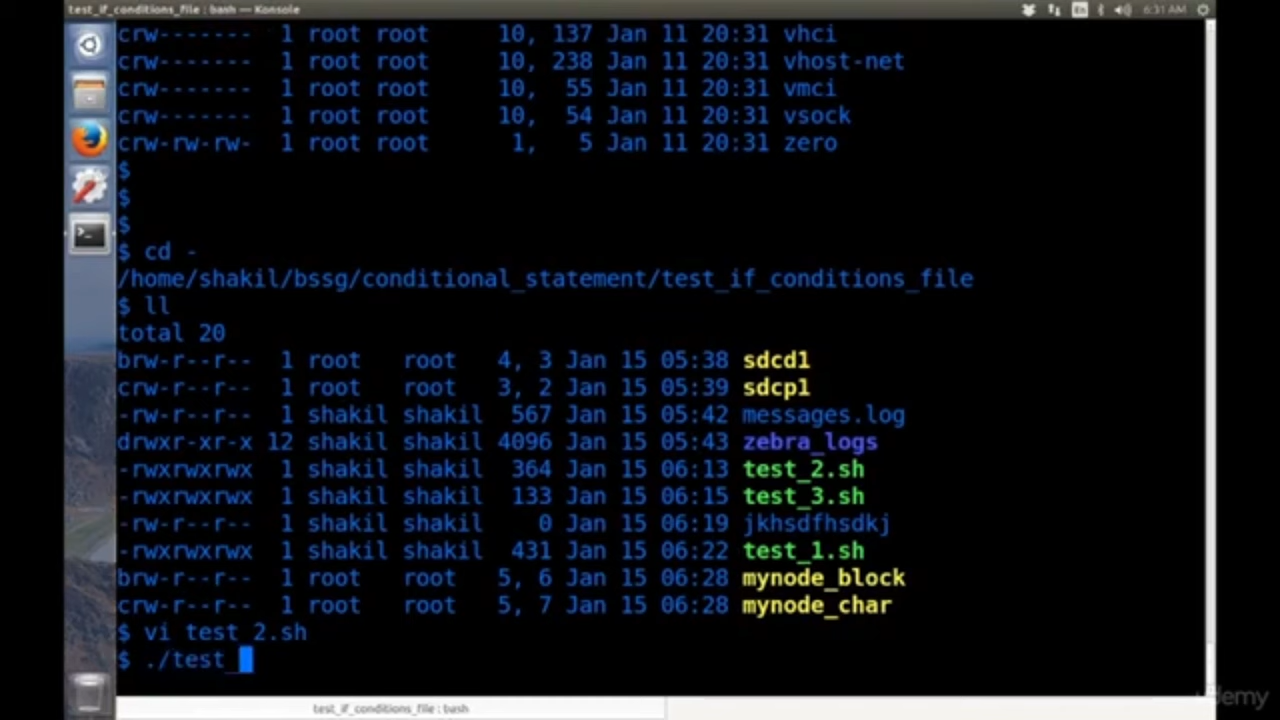 test_if_conditions_file : bash — Konsole
En 6:31 AM
crw------- 1 root root 10, 137 Jan 11 20:31 vhci
crw------- 1 root root 10, 238 Jan 11 20:31 vhost-net
crw------- 1 root root 10, 55 Jan 11 20:31 vmci
crw------- 1 root root 10, 54 Jan 11 20:31 vsock
crw-rw-rw- 1 root root 1, 5 Jan 11 20:31 zero
$
$
$
$ cd -
/home/shakil/bssg/conditional_statement/test_if_conditions_file
$ ll
total 20
brw-r--r-- 1 root root 4, 3 Jan 15 05:38 sdcd1
crw-r--r-- 1 root root 3, 2 Jan 15 05:39 sdcp1
-rw-r--r-- 1 shakil shakil 567 Jan 15 05:42 messages.log
drwxr-xr-x 12 shakil shakil 4096 Jan 15 05:43 zebra_logs
-rwxrwxrwx 1 shakil shakil 364 Jan 15 06:13 test_2.sh
-rwxrwxrwx 1 shakil shakil 133 Jan 15 06:15 test_3.sh
-rw-r--r-- 1 shakil shakil 0 Jan 15 06:19 jkhsdfhsdkj
-rwxrwxrwx 1 shakil shakil 431 Jan 15 06:22 test_1.sh
brw-r--r-- 1 root root 5, 6 Jan 15 06:28 mynode_block
crw-r--r-- 1 root root 5, 7 Jan 15 06:28 mynode_char
$ vi test_2.sh
$ ./test_
test_if_conditions_file : bash
udemy